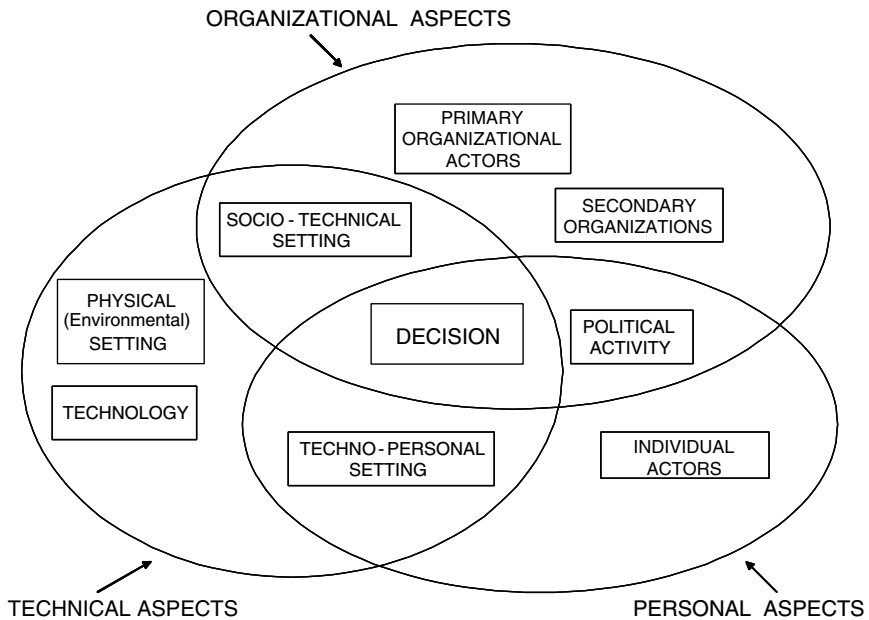 ORGANIZATIONAL ASPECTS
PRIMARY
ORGANIZATIONAL
ACTORS
SECONDARY
ORGANIZATIONS
SOCIO - TECHNICAL
SETTING
PHYSICAL
(Environmental)
SETTING
DECISION
POLITICAL
ACTIVITY
TECHNOLOGY
TECHNO - PERSONAL
SETTING
INDIVIDUAL
ACTORS
TECHNICAL ASPECTS
PERSONAL ASPECTS